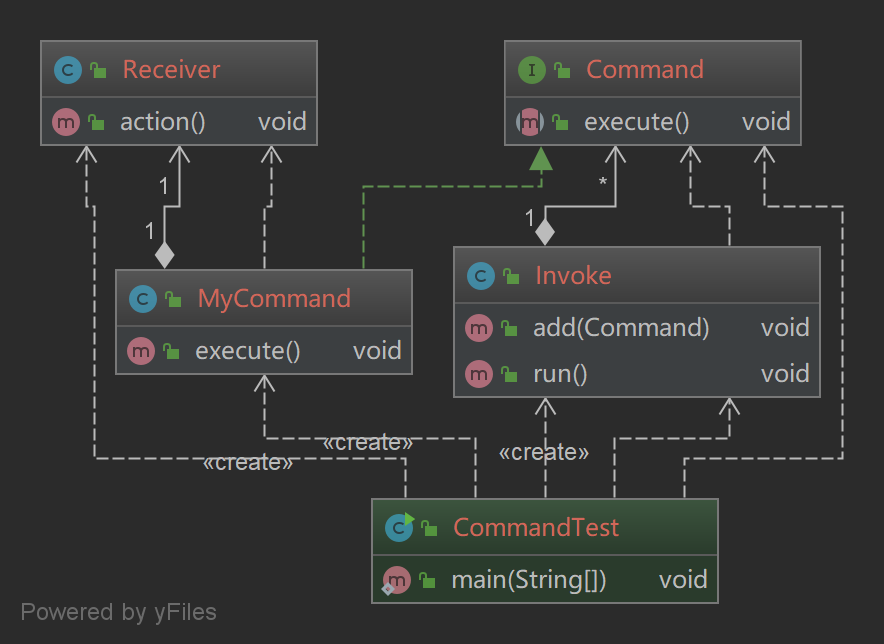 Receiver
action() void
Command
execute() void
1
1
*
1
MyCommand
execute() void
Invoke
add(Command) void
run() void
«create»
«create»
«create»
CommandTest
main(String[]) void
Powered by yFiles